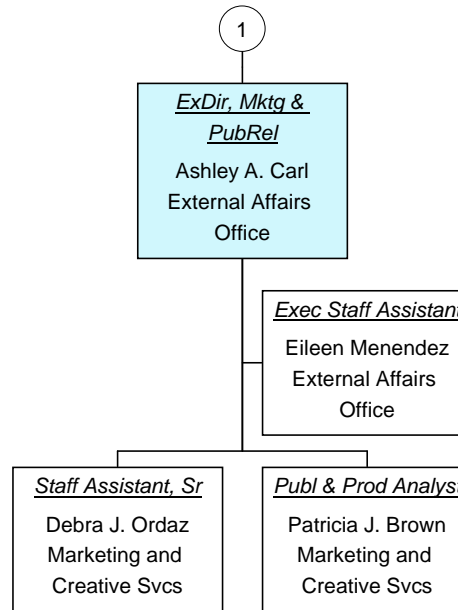 1
ExDir, Mktg &
PubRel
Ashley A. Carl
External Affairs
Office
Exec Staff Assistant
Eileen Menendez
External Affairs
Office
Staff Assistant, Sr
Debra J. Ordaz
Marketing and
Creative Svcs
Publ & Prod Analyst
Patricia J. Brown
Marketing and
Creative Svcs